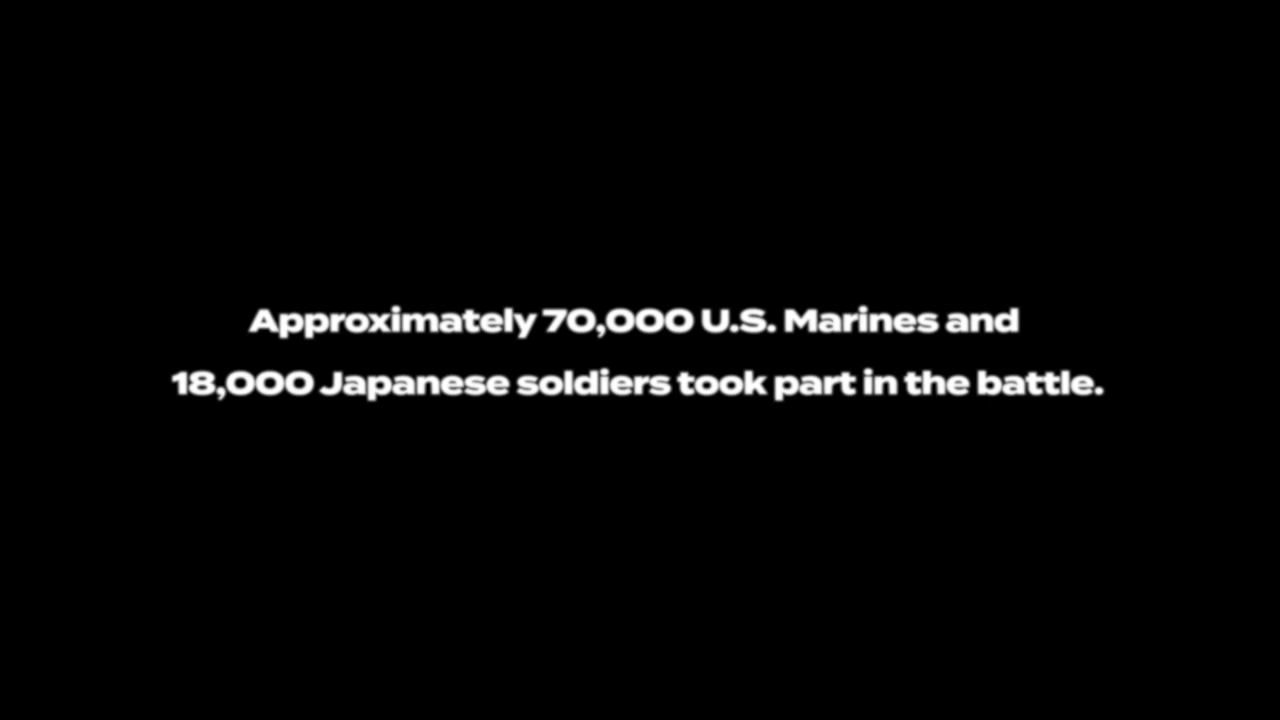 Approximately 70,000 U.S. Marines and
18,000 Japanese soldiers took part in the battle.